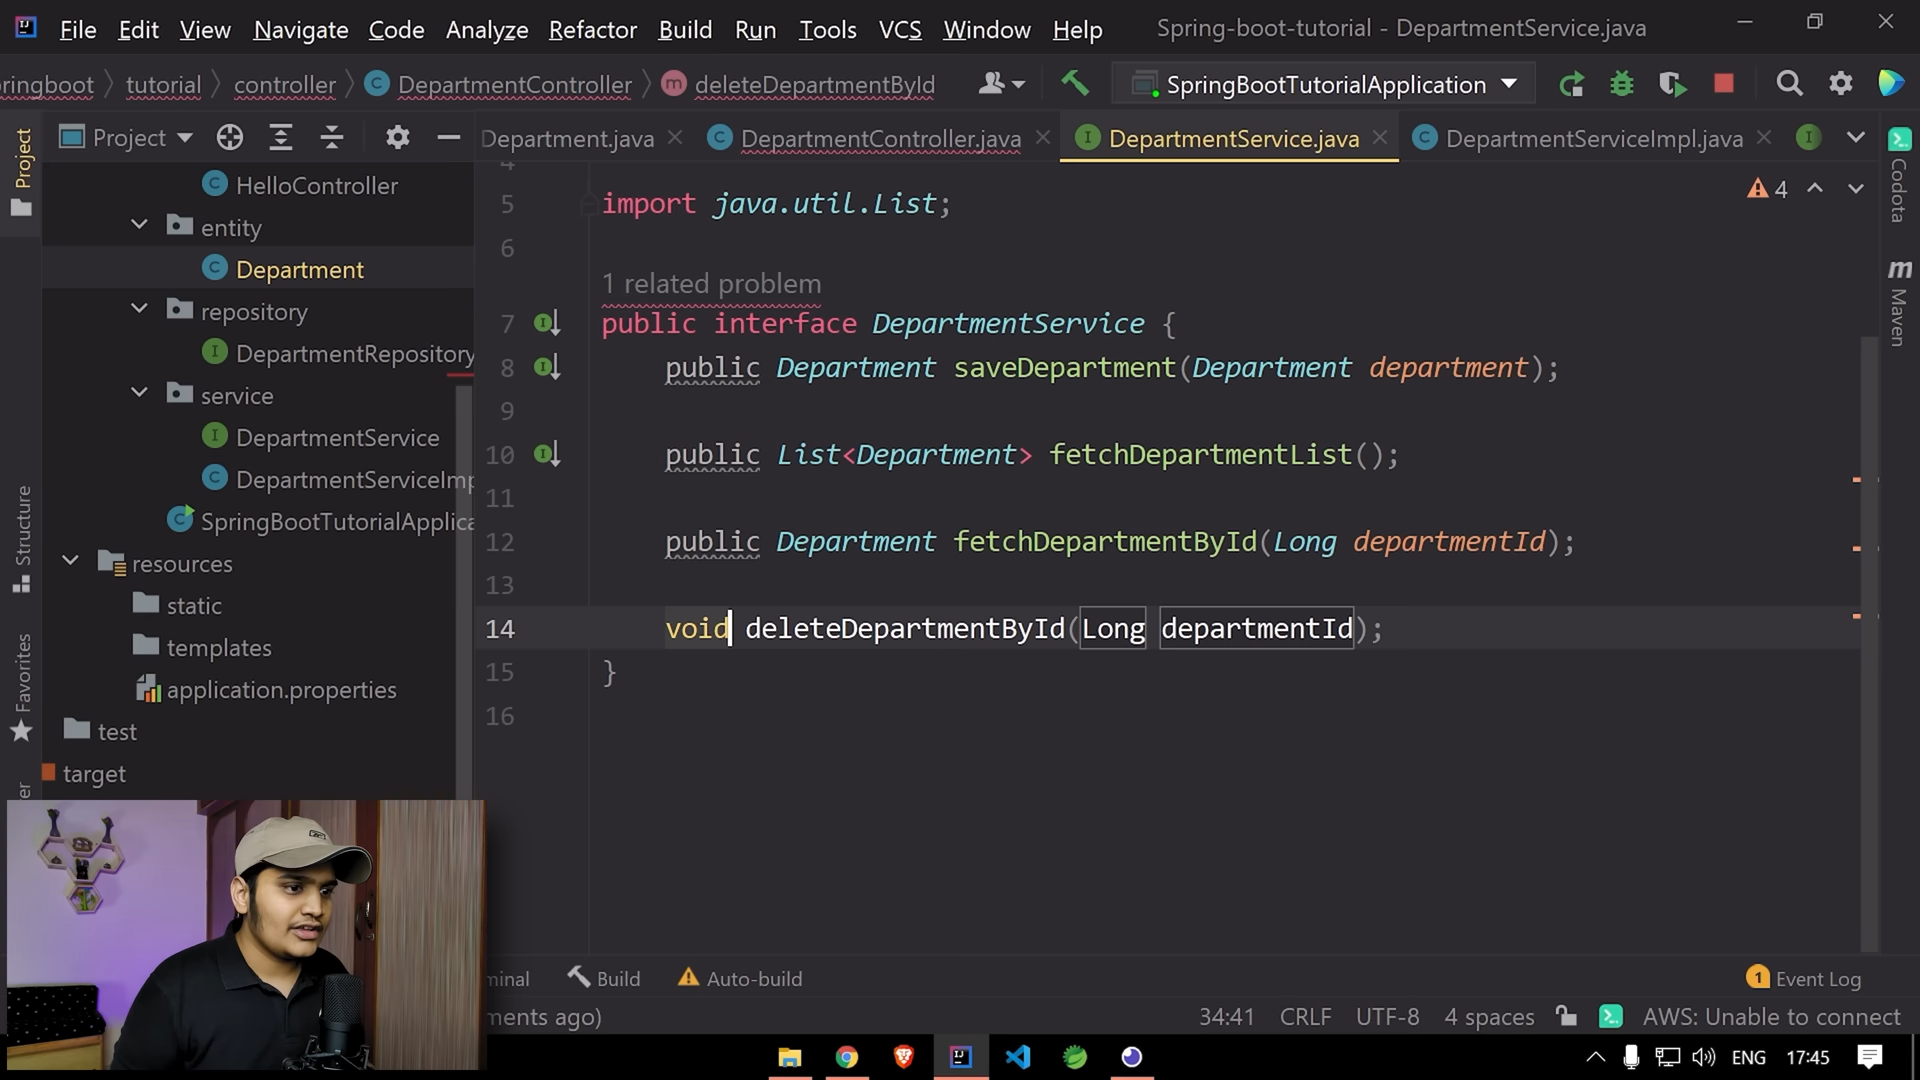 File Edit View Navigate Code Analyze Refactor Build Run Tools VCS Window Help Spring-boot-tutorial - DepartmentService.java
ringboot tutorial controller DepartmentController deleteDepartmentById SpringBootTutorialApplication
Project Department.java DepartmentController.java DepartmentService.java DepartmentServiceImpl.java
Project
Structure
Favorites
HelloController
entity
Department
repository
DepartmentRepository
service
DepartmentService
DepartmentServiceImp
SpringBootTutorialApplica
resources
static
templates
application.properties
test
target
4
5 import java.util.List;
6
1 related problem
7 public interface DepartmentService {
8 public Department saveDepartment(Department department);
9
10 public List<Department> fetchDepartmentList();
11
12 public Department fetchDepartmentById(Long departmentId);
13
14 void deleteDepartmentById(Long departmentId);
15 }
16
4
Codota
Maven
minal Build Auto-build 1 Event Log
ments ago) 34:41 CRLF UTF-8 4 spaces AWS: Unable to connect
ENG 17:45